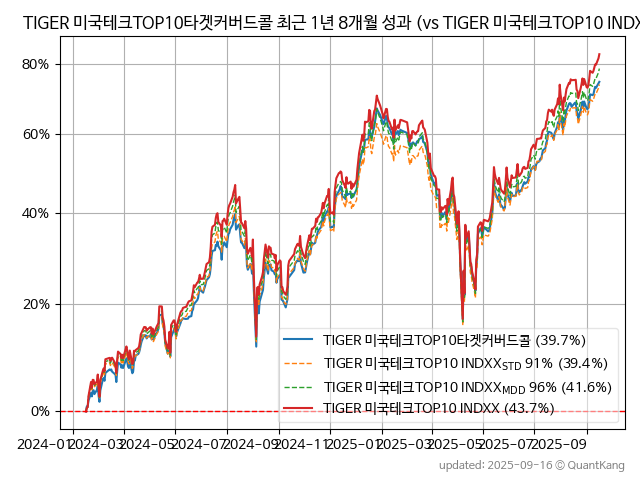 TIGER 미국테크TOP10타겟커버드콜 최근 1년 8개월 성과 (vs TIGER 미국테크TOP10 INDX
80%
60%
40%
20%
0%
TIGER 미국테크TOP10타겟커버드콜 (39.7%)
TIGER 미국테크TOP10 INDXXSTD 91% (39.4%)
TIGER 미국테크TOP10 INDXXMDD 96% (41.6%)
TIGER 미국테크TOP10 INDXX (43.7%)
2024-01 2024-03 2024-05 2024-07 2024-09 2024-11 2025-01 2025-03 2025-05 2025-07 2025-09
updated: 2025-09-16 © QuantKang